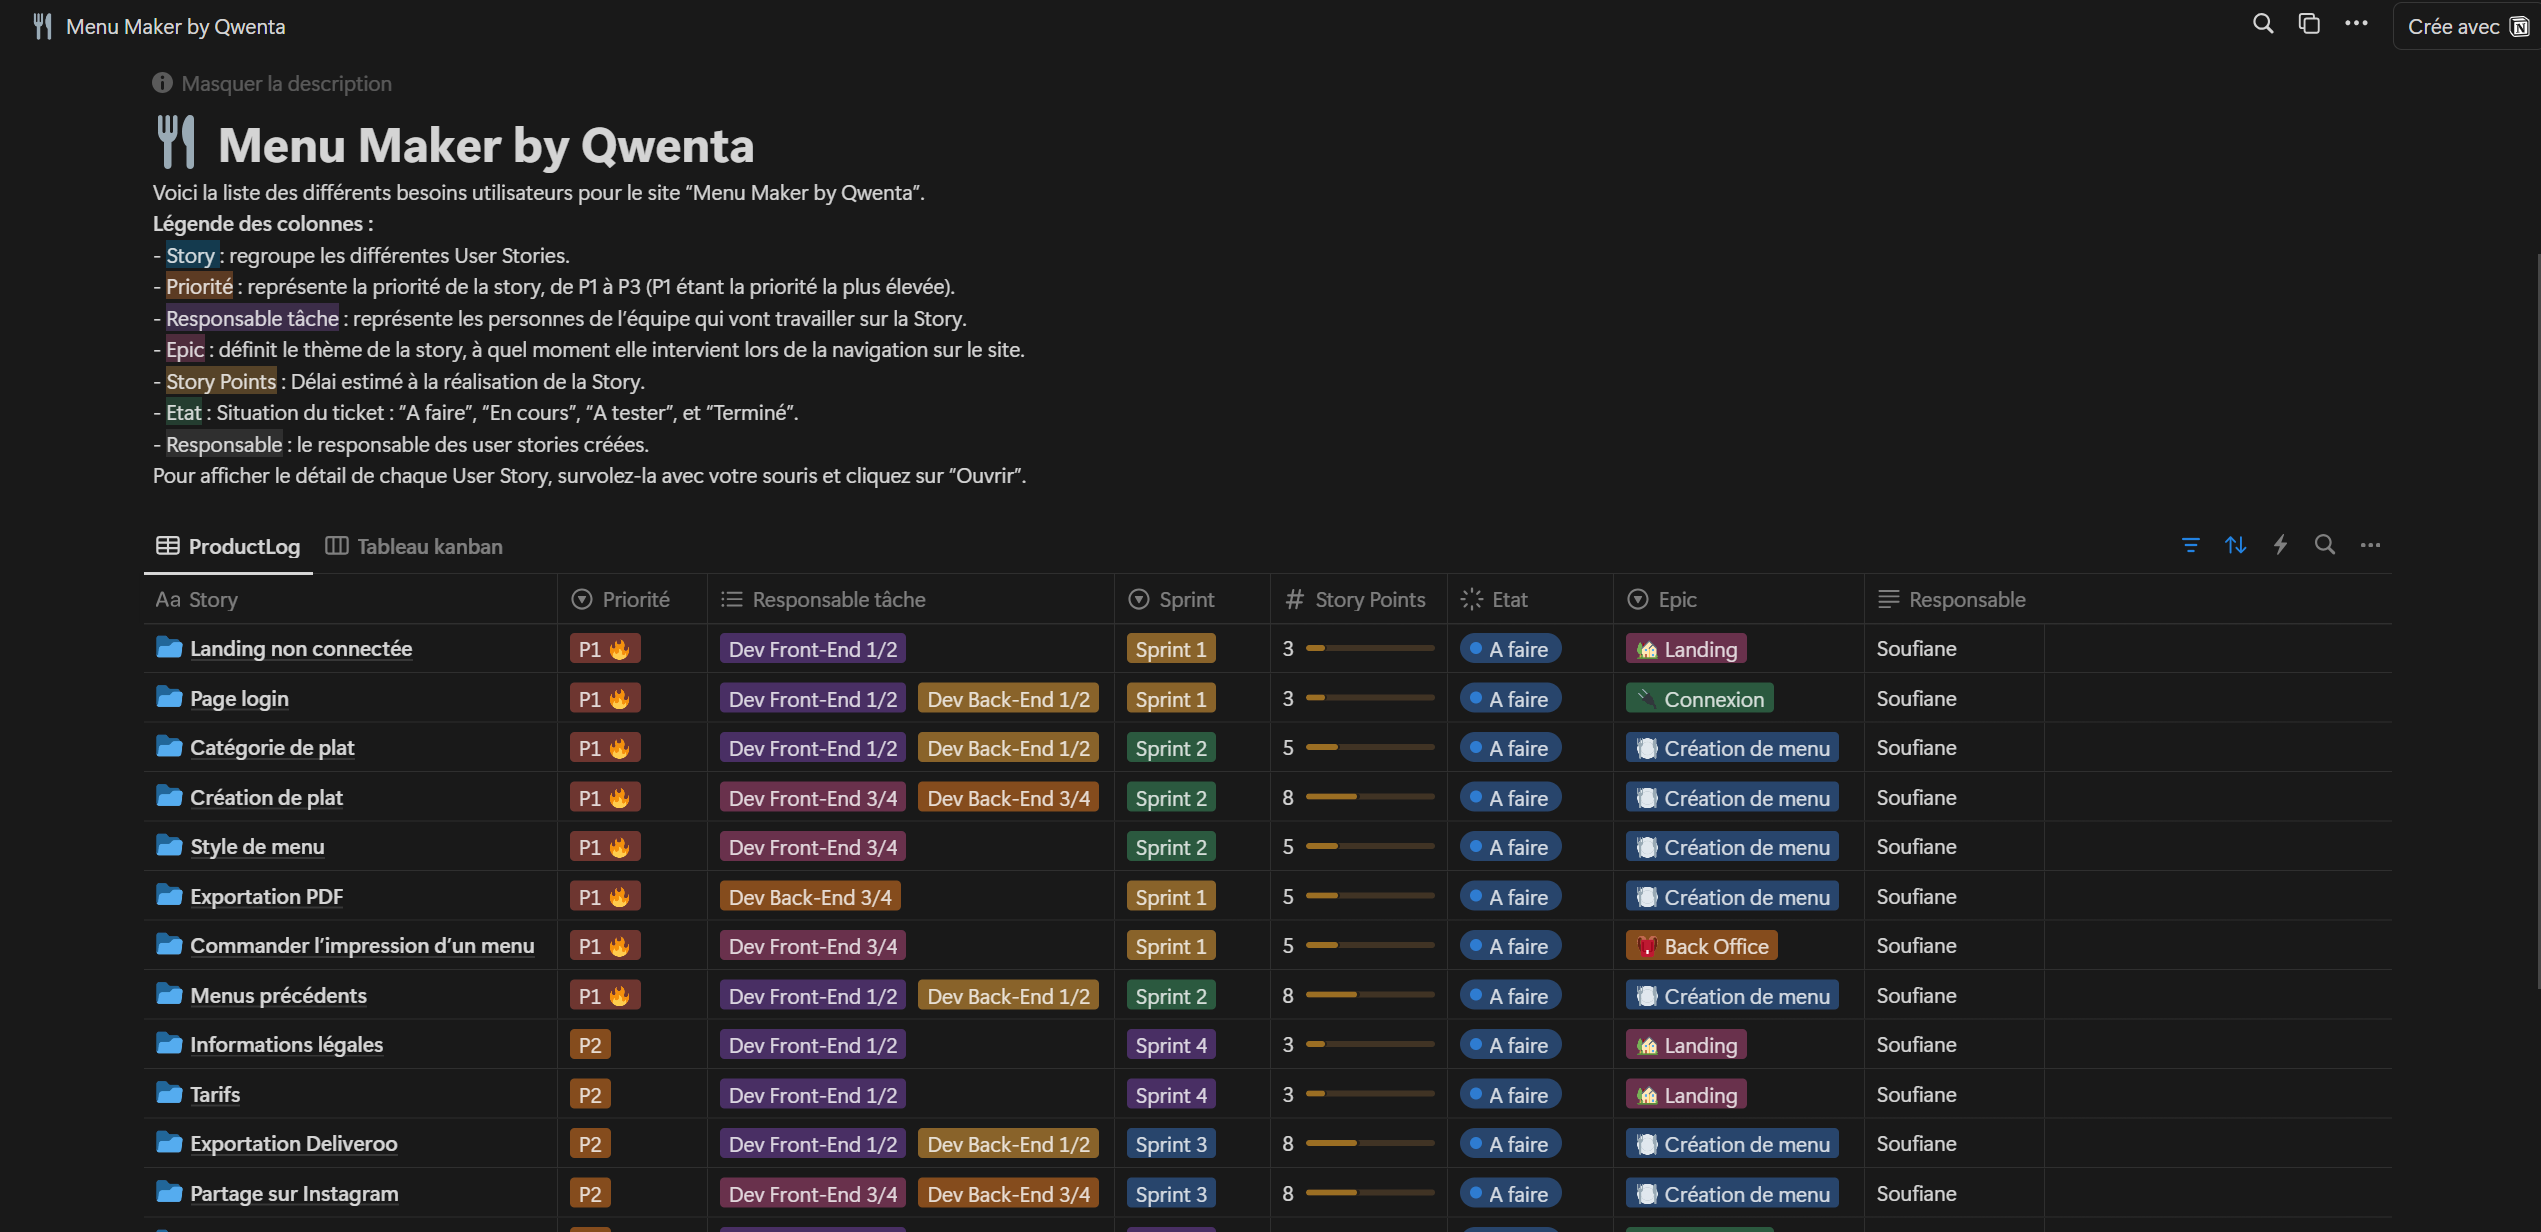 Menu Maker by Qwenta
Crée avec
Masquer la description
Menu Maker by Qwenta
Voici la liste des différents besoins utilisateurs pour le site “Menu Maker by Qwenta”.
Légende des colonnes :
- Story : regroupe les différentes User Stories.
- Priorité : représente la priorité de la story, de P1 à P3 (P1 étant la priorité la plus élevée).
- Responsable tâche : représente les personnes de l’équipe qui vont travailler sur la Story.
- Epic : définit le thème de la story, à quel moment elle intervient lors de la navigation sur le site.
- Story Points : Délai estimé à la réalisation de la Story.
- Etat : Situation du ticket : “A faire”, “En cours”, “A tester”, et “Terminé“.
- Responsable : le responsable des user stories créées.
Pour afficher le détail de chaque User Story, survolez-la avec votre souris et cliquez sur “Ouvrir”.
ProductLog Tableau kanban
Aa Story Priorité Responsable tâche Sprint # Story Points Etat Epic Responsable
Landing non connectée P1 Dev Front-End 1/2 Sprint 1 3 A faire Landing Soufiane
Page login P1 Dev Front-End 1/2 Dev Back-End 1/2 Sprint 1 3 A faire Connexion Soufiane
Catégorie de plat P1 Dev Front-End 1/2 Dev Back-End 1/2 Sprint 2 5 A faire Création de menu Soufiane
Création de plat P1 Dev Front-End 3/4 Dev Back-End 3/4 Sprint 2 8 A faire Création de menu Soufiane
Style de menu P1 Dev Front-End 3/4 Sprint 2 5 A faire Création de menu Soufiane
Exportation PDF P1 Dev Back-End 3/4 Sprint 1 5 A faire Création de menu Soufiane
Commander l’impression d’un menu P1 Dev Front-End 3/4 Sprint 1 5 A faire Back Office Soufiane
Menus précédents P1 Dev Front-End 1/2 Dev Back-End 1/2 Sprint 2 8 A faire Création de menu Soufiane
Informations légales P2 Dev Front-End 1/2 Sprint 4 3 A faire Landing Soufiane
Tarifs P2 Dev Front-End 1/2 Sprint 4 3 A faire Landing Soufiane
Exportation Deliveroo P2 Dev Front-End 1/2 Dev Back-End 1/2 Sprint 3 8 A faire Création de menu Soufiane
Partage sur Instagram P2 Dev Front-End 3/4 Dev Back-End 3/4 Sprint 3 8 A faire Création de menu Soufiane